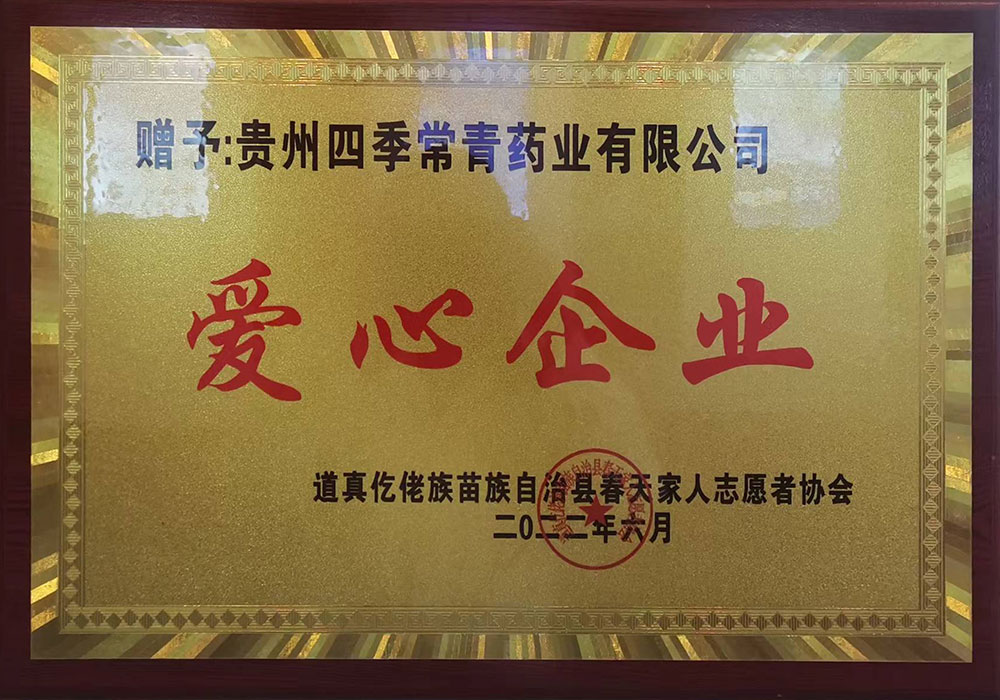 赠予:贵州四季常青药业有限公司
爱心企业
道真仡佬族苗族自治县春天家人志愿者协会
二0二二年六月